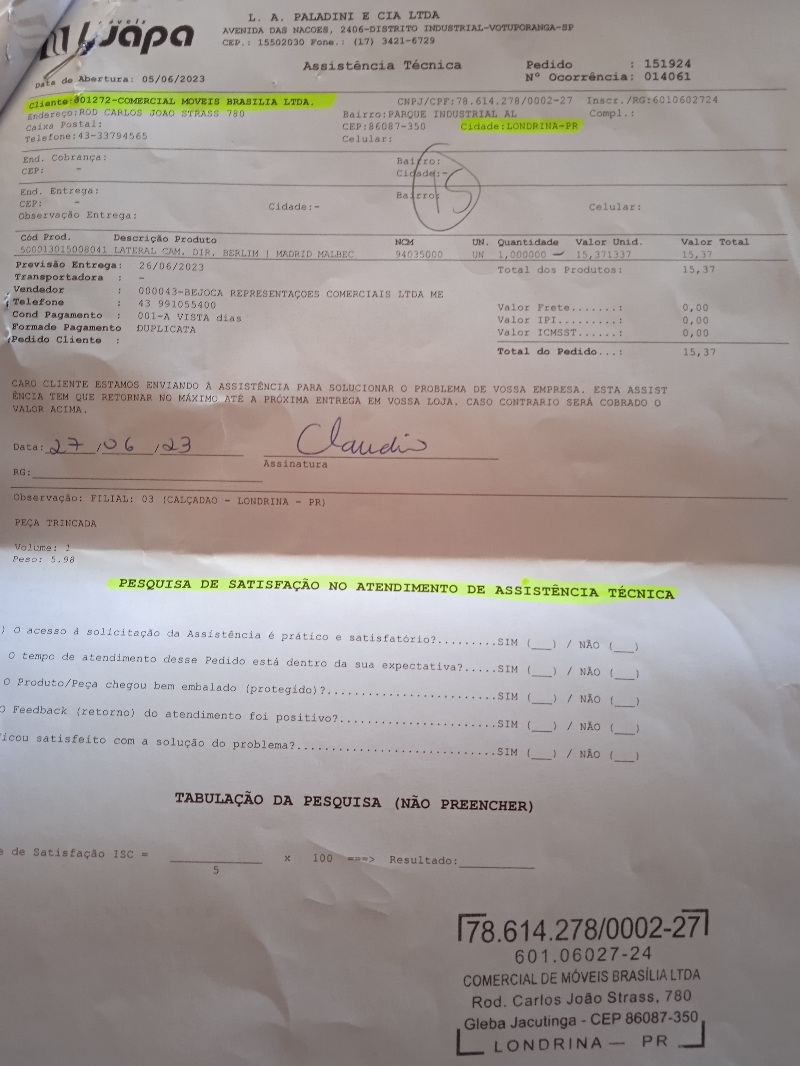 móveis Japa
L. A. PALADINI E CIA LTDA
AVENIDA DAS NACOES, 2406-DISTRITO INDUSTRIAL-VOTUPORANGA-SP
CEP.: 15502030 Fone.: (17) 3421-6729
Assistência Técnica
Pedido : 151924
Nº Ocorrência: 014061
Data de Abertura: 05/06/2023
Cliente:001272-COMERCIAL MOVEIS BRASILIA LTDA. CNPJ/CPF:78.614.278/0002-27 Inscr./RG:6010602724
Endereço:ROD CARLOS JOAO STRASS 780 Bairro:PARQUE INDUSTRIAL AL Compl.:
Caixa Postal: CEP:86087-350 Cidade:LONDRINA-PR
Telefone:43-33794565 Celular:
End. Cobrança: Bairro:
CEP: - Cidade:-
15
End. Entrega: Bairro:
CEP: - Cidade:- Celular:
Observação Entrega:
Cód Prod. Descrição Produto NCM UN. Quantidade Valor Unid. Valor Total
500013015008041 LATERAL CAM. DIR. BERLIM | MADRID MALBEC 94035000 UN 1,000000 15,371337 15,37
Previsão Entrega: 26/06/2023 Total dos Produtos: 15,37
Transportadora : -
Vendedor : 000043-BEJOCA REPRESENTAÇOES COMERCIAIS LTDA ME
Telefone : 43 991055400 Valor Frete.......: 0,00
Cond Pagamento : 001-A VISTA dias Valor IPI.........: 0,00
Formade Pagamento DUPLICATA Valor ICMSST......: 0,00
Pedido Cliente :
Total do Pedido...: 15,37
CARO CLIENTE ESTAMOS ENVIANDO À ASSISTÊNCIA PARA SOLUCIONAR O PROBLEMA DE VOSSA EMPRESA. ESTA ASSIST
ÊNCIA TEM QUE RETORNAR NO MÁXIMO ATÉ A PRÓXIMA ENTREGA EM VOSSA LOJA. CASO CONTRARIO SERÁ COBRADO O
VALOR ACIMA.
Data: 27/06/23 Claudio
Assinatura
RG:
Observação: FILIAL: 03 (CALÇADAO - LONDRINA - PR)
PEÇA TRINCADA
Volume: 1
Peso: 5.98
PESQUISA DE SATISFAÇÃO NO ATENDIMENTO DE ASSISTÊNCIA TÉCNICA
) O acesso à solicitação da Assistência é prático e satisfatório?.........SIM (___) / NÃO (___)
O tempo de atendimento desse Pedido está dentro da sua expectativa?.....SIM (___) / NÃO (___)
O Produto/Peça chegou bem embalado (protegido)?.........................SIM (___) / NÃO (___)
O Feedback (retorno) do atendimento foi positivo?.......................SIM (___) / NÃO (___)
icou satisfeito com a solução do problema?..............................SIM (___) / NÃO (___)
TABULAÇÃO DA PESQUISA (NÃO PREENCHER)
e de Satisfação ISC = ___________ x 100 ===> Resultado:_________
5
78.614.278/0002-27
601.06027-24
COMERCIAL DE MÓVEIS BRASÍLIA LTDA
Rod. Carlos João Strass, 780
Gleba Jacutinga - CEP 86087-350
LONDRINA — PR